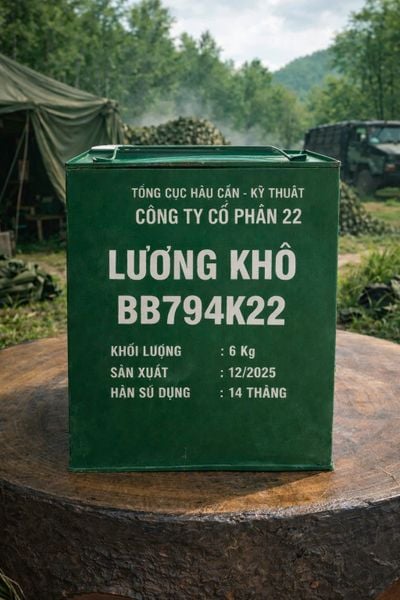 TỔNG CỤC HẬU CẦN - KỸ THUẬT
CÔNG TY CỔ PHẦN 22
LƯƠNG KHÔ
BB794K22
KHỐI LƯỢNG : 6 Kg
SẢN XUẤT : 12/2025
HẠN SỬ DỤNG : 14 THÁNG